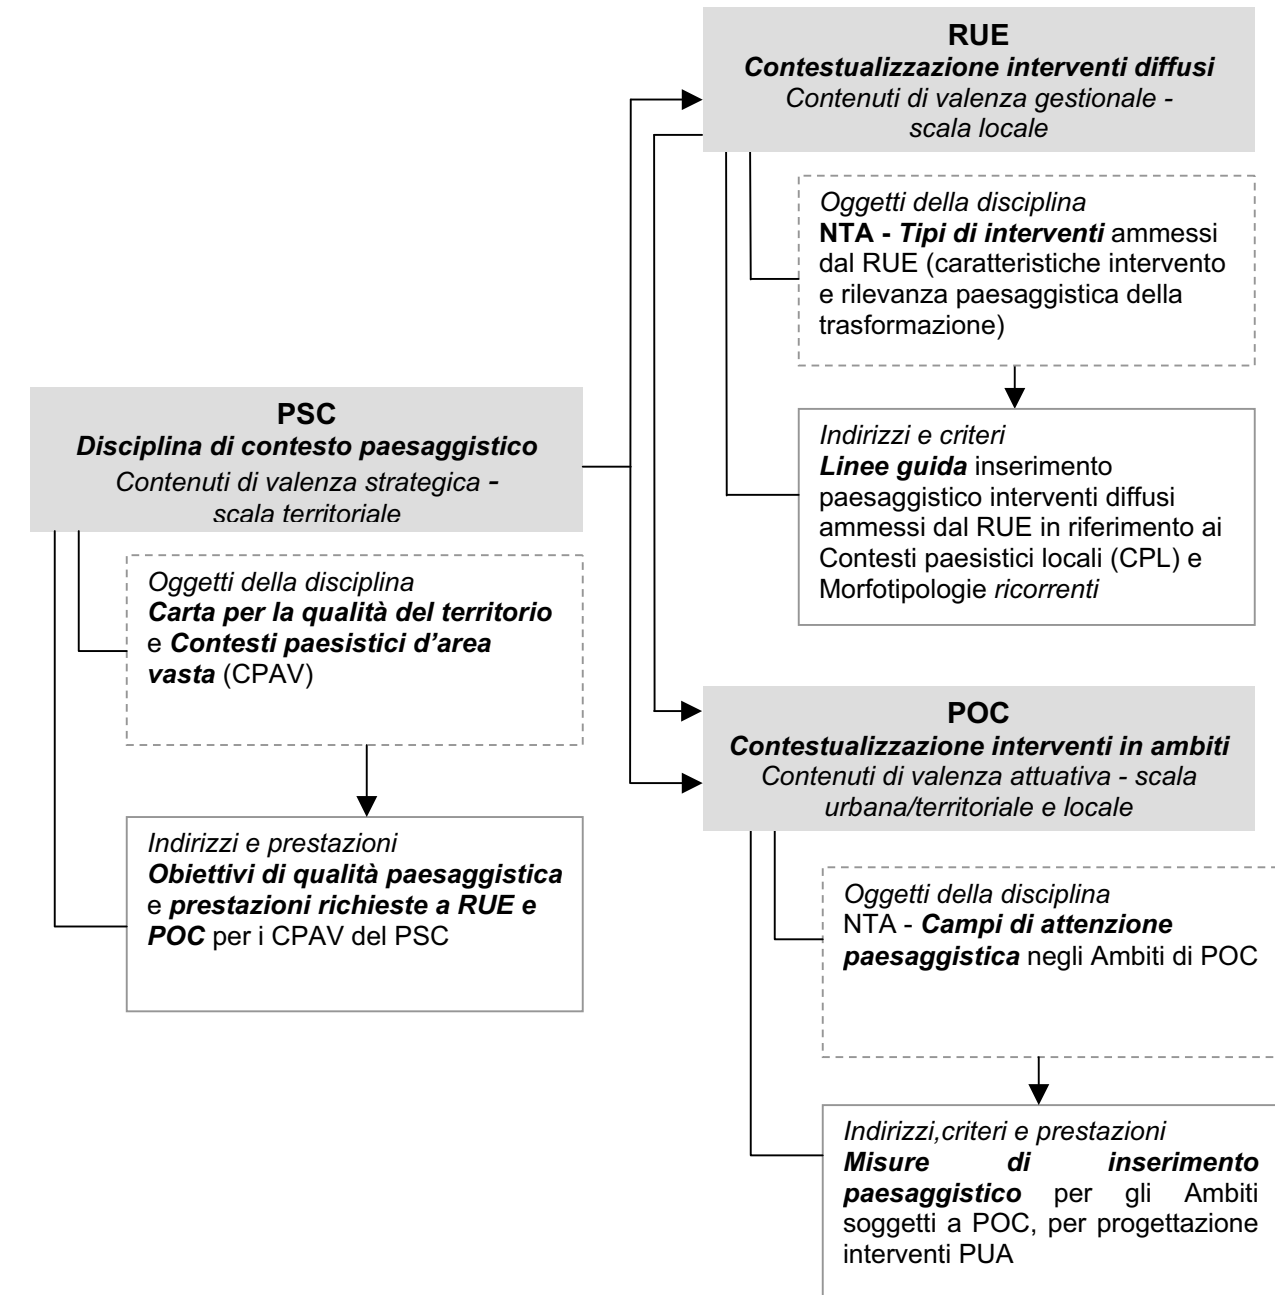 RUE
Contestualizzazione interventi diffusi
Contenuti di valenza gestionale -
scala locale
Oggetti della disciplina
NTA - Tipi di interventi ammessi
dal RUE (caratteristiche intervento
e rilevanza paesaggistica della
trasformazione)
Indirizzi e criteri
Linee guida inserimento
paesaggistico interventi diffusi
ammessi dal RUE in riferimento ai
Contesti paesistici locali (CPL) e
Morfotipologie ricorrenti
PSC
Disciplina di contesto paesaggistico
Contenuti di valenza strategica -
scala territoriale
Oggetti della disciplina
Carta per la qualità del territorio
e Contesti paesistici d'area
vasta (CPAV)
Indirizzi e prestazioni
Obiettivi di qualità paesaggistica
e prestazioni richieste a RUE e
POC per i CPAV del PSC
POC
Contestualizzazione interventi in ambiti
Contenuti di valenza attuativa - scala
urbana/territoriale e locale
Oggetti della disciplina
NTA - Campi di attenzione
paesaggistica negli Ambiti di POC
Indirizzi,criteri e prestazioni
Misure di inserimento
paesaggistico per gli Ambiti
soggetti a POC, per progettazione
interventi PUA